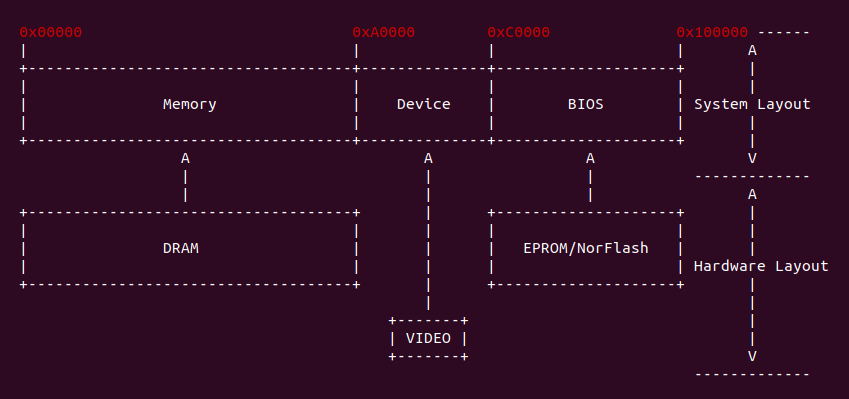 0x00000 0xA0000 0xC0000 0x100000 ------
| | | | A
+------------------------------------+--------------+--------------------+ |
| | | | |
| Memory | Device | BIOS | System Layout
| | | | |
+------------------------------------+--------------+--------------------+ |
A A A V
| | | -------------
| | | A
+------------------------------------+ | +--------------------+ |
| | | | | |
| DRAM | | | EPROM/NorFlash | |
| | | | | Hardware Layout
+------------------------------------+ | +--------------------+ |
| |
+-------+ |
| VIDEO | |
+-------+ V
-------------